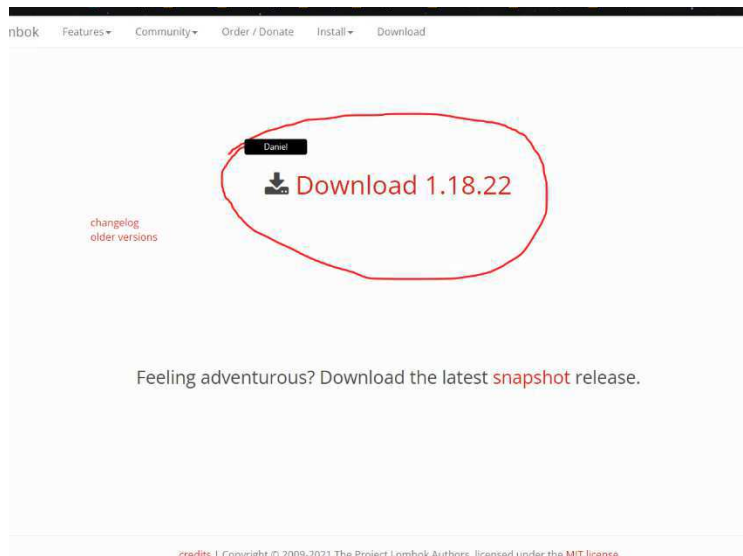 nbok Features Community Order / Donate Install Download
Daniel
Download 1.18.22
changelog
older versions
Feeling adventurous? Download the latest snapshot release.
credits | Copyright © 2009-2021 The Project Lombok Authors, licensed under the MIT license.